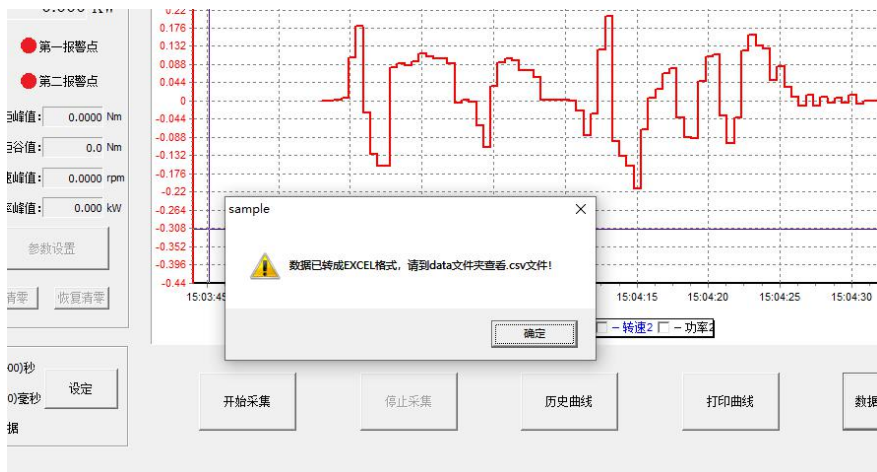 第一报警点
第二报警点
峰值: 0.0000 Nm
谷值: 0.0 Nm
峰值: 0.0000 rpm
峰值: 0.000 kW
参数设置
清零
恢复清零
00)秒
0)毫秒
设定
据
0.22
0.176
0.132
0.088
0.044
0
-0.044
-0.088
-0.132
-0.176
-0.22
-0.264
-0.308
-0.352
-0.396
-0.44
15:03:45
15:04:15
15:04:20
15:04:25
15:04:30
sample
数据已转成EXCEL格式，请到data文件夹查看.csv文件!
确定
转速2
功率2
开始采集
停止采集
历史曲线
打印曲线
数据